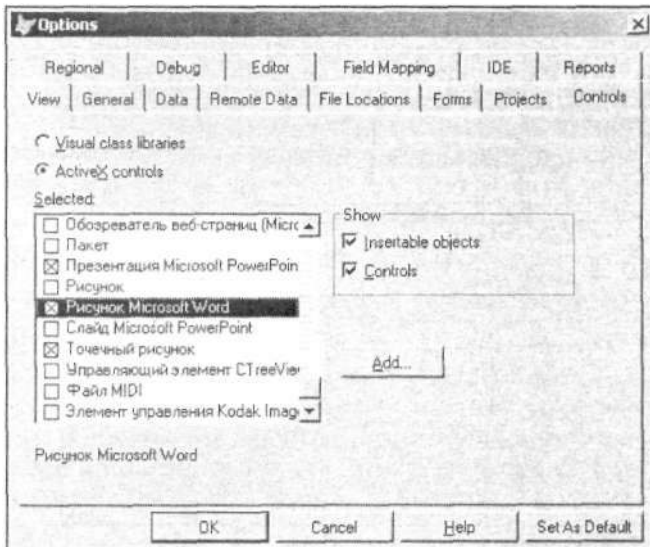 Options
Regional Debug Editor Field Mapping IDE Reports
View General Data Remote Data File Locations Forms Projects Controls
Visual class libraries
ActiveX controls
Selected:
Обозреватель веб-страниц (Micro
Пакет
Презентация Microsoft PowerPoin
Рисунок
Рисунок Microsoft Word
Слайд Microsoft PowerPoint
Точечный рисунок
Управляющий элемент CTreeView
Файл MIDI
Элемент управления Kodak Imag
Show
Insertable objects
Controls
Add...
Рисунок Microsoft Word
OK Cancel Help Set As Default